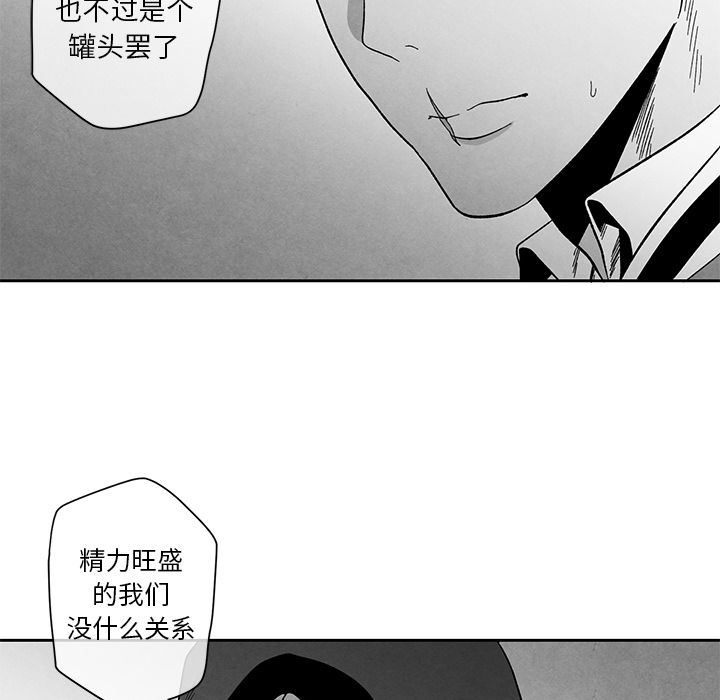 也不过是个
罐头罢了
精力旺盛
的我们
没什么关系